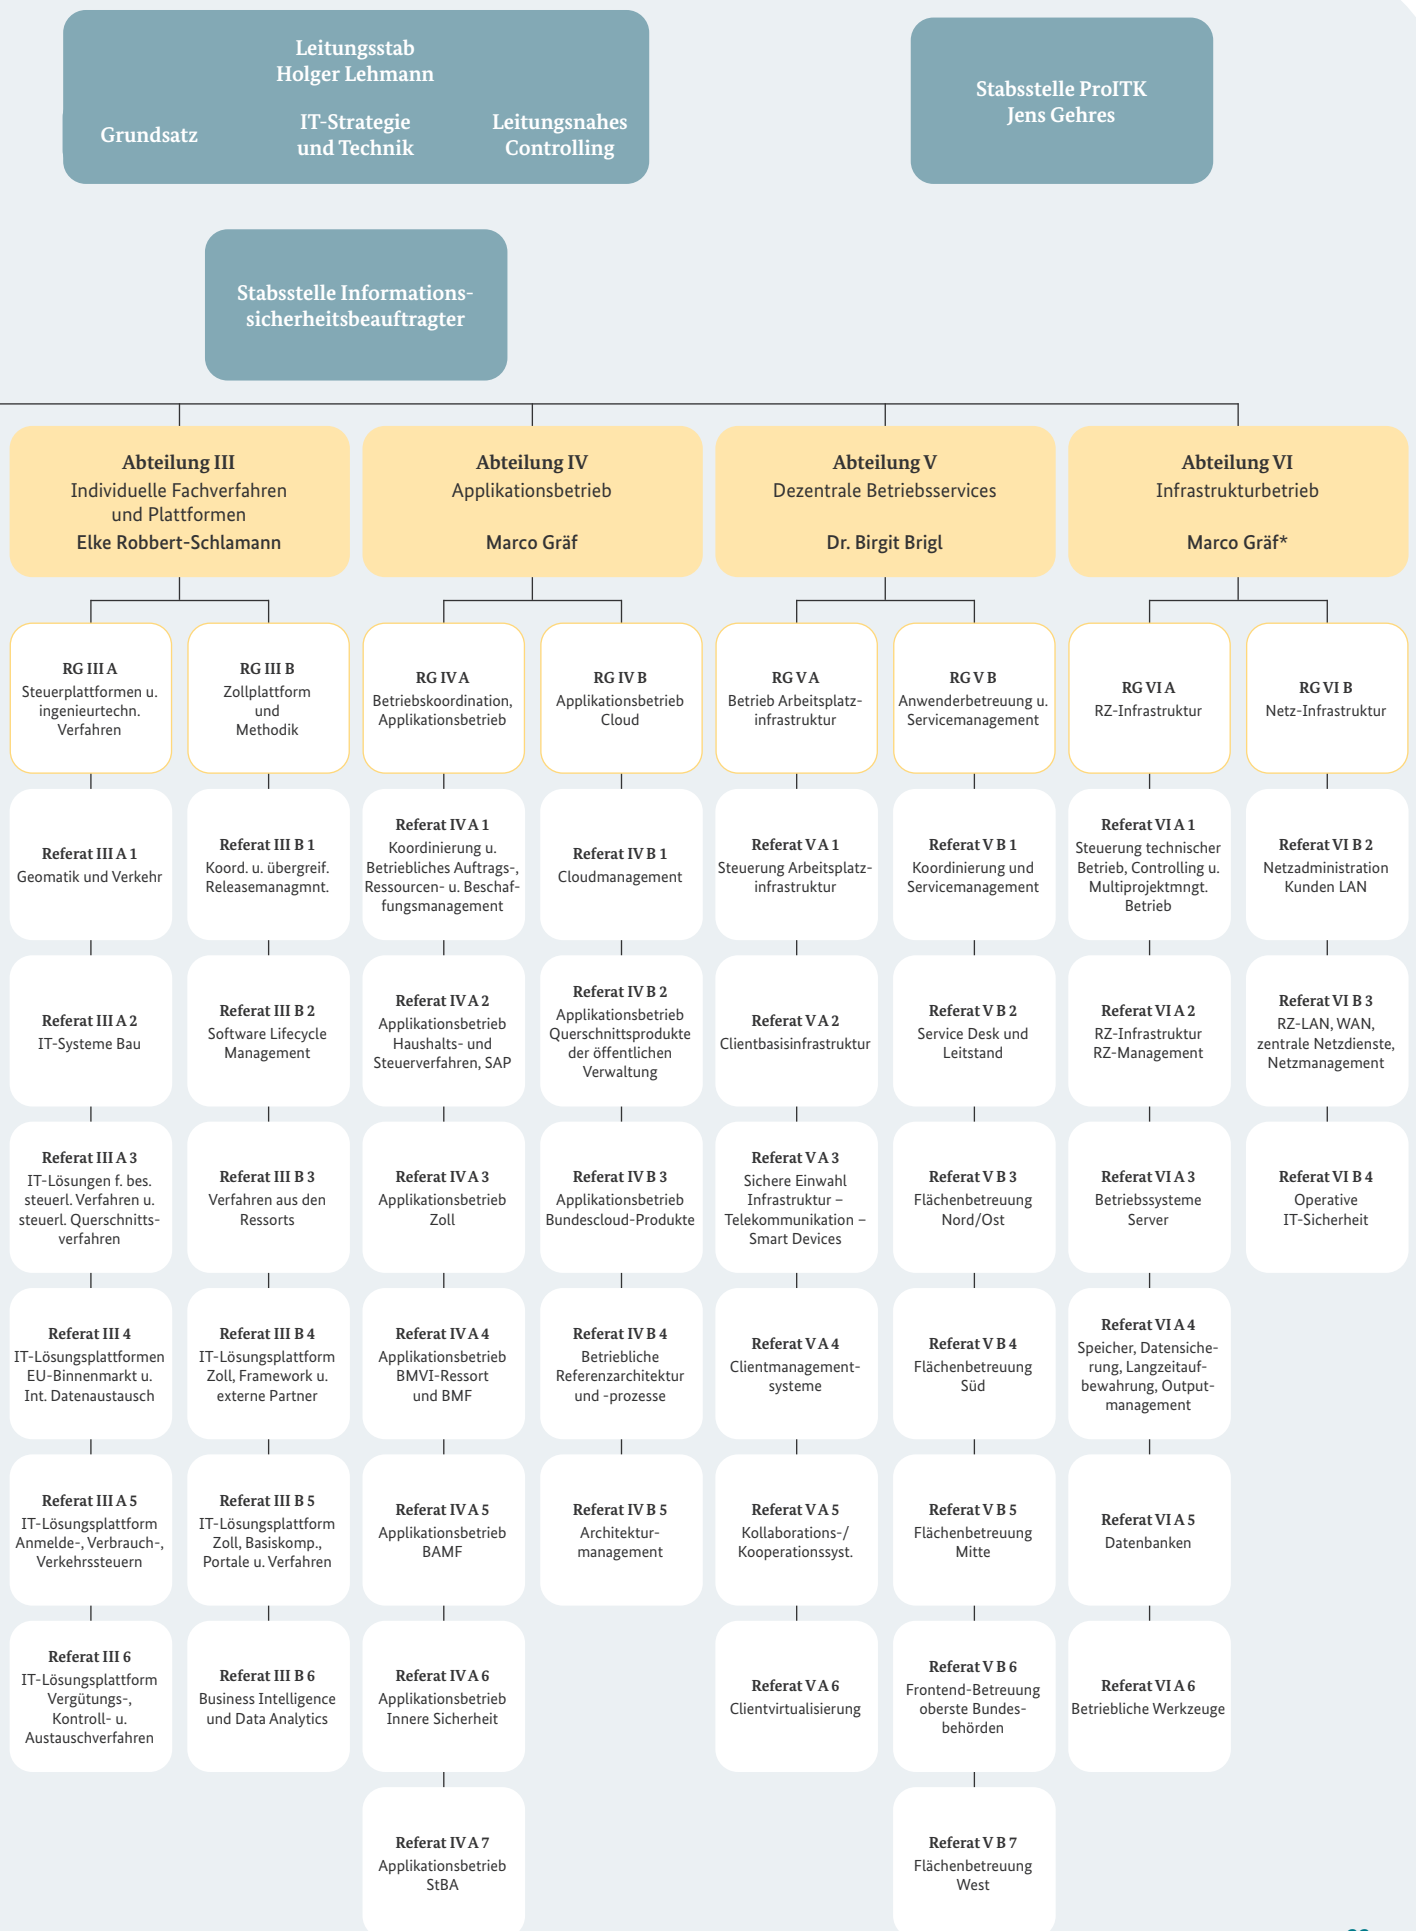 Leitungsstab
Holger Lehmann
Grundsatz
IT-Strategie
und Technik
Leitungsnahes
Controlling
Stabsstelle ProITK
Jens Gehres
Stabsstelle Informations-
sicherheitsbeauftragter
Abteilung III
Individuelle Fachverfahren
und Plattformen
Elke Robbert-Schlamann
Abteilung IV
Applikationsbetrieb
Marco Gräf
Abteilung V
Dezentrale Betriebsservices
Dr. Birgit Brigl
Abteilung VI
Infrastrukturbetrieb
Marco Gräf*
RG III A
Steuerplattformen u.
ingenieurtechn.
Verfahren
RG III B
Zollplattform
und
Methodik
RG IV A
Betriebskoordination,
Applikationsbetrieb
RG IV B
Applikationsbetrieb
Cloud
RG V A
Betrieb Arbeitsplatz-
infrastruktur
RG V B
Anwenderbetreuung u.
Servicemanagement
RG VI A
RZ-Infrastruktur
RG VI B
Netz-Infrastruktur
Referat III A 1
Geomatik und Verkehr
Referat III B 1
Koord. u. übergreif.
Releasemanagmnt.
Referat IV A 1
Koordinierung u.
Betriebliches Auftrags-,
Ressourcen- u. Beschaf-
fungsmanagement
Referat IV B 1
Cloudmanagement
Referat V A 1
Steuerung Arbeitsplatz-
infrastruktur
Referat V B 1
Koordinierung und
Servicemanagement
Referat VI A 1
Steuerung technischer
Betrieb, Controlling u.
Multiprojektmngt.
Betrieb
Referat VI B 2
Netzadministration
Kunden LAN
Referat III A 2
IT-Systeme Bau
Referat III B 2
Software Lifecycle
Management
Referat IV A 2
Applikationsbetrieb
Haushalts- und
Steuerverfahren, SAP
Referat IV B 2
Applikationsbetrieb
Querschnittsprodukte
der öffentlichen
Verwaltung
Referat V A 2
Clientbasisinfrastruktur
Referat V B 2
Service Desk und
Leitstand
Referat VI A 2
RZ-Infrastruktur
RZ-Management
Referat VI B 3
RZ-LAN, WAN,
zentrale Netzdienste,
Netzmanagement
Referat III A 3
IT-Lösungen f. bes.
steuerl. Verfahren u.
steuerl. Querschnitts-
verfahren
Referat III B 3
Verfahren aus den
Ressorts
Referat IV A 3
Applikationsbetrieb
Zoll
Referat IV B 3
Applikationsbetrieb
Bundescloud-Produkte
Referat V A 3
Sichere Einwahl
Infrastruktur –
Telekommunikation –
Smart Devices
Referat V B 3
Flächenbetreuung
Nord/Ost
Referat VI A 3
Betriebssysteme
Server
Referat VI B 4
Operative
IT-Sicherheit
Referat III 4
IT-Lösungsplattformen
EU-Binnenmarkt u.
Int. Datenaustausch
Referat III B 4
IT-Lösungsplattform
Zoll, Framework u.
externe Partner
Referat IV A 4
Applikationsbetrieb
BMVI-Ressort
und BMF
Referat IV B 4
Betriebliche
Referenzarchitektur
und -prozesse
Referat V A 4
Clientmanagement-
systeme
Referat V B 4
Flächenbetreuung
Süd
Referat VI A 4
Speicher, Datensiche-
rung, Langzeitauf-
bewahrung, Output-
management
Referat III A 5
IT-Lösungsplattform
Anmelde-, Verbrauch-,
Verkehrssteuern
Referat III B 5
IT-Lösungsplattform
Zoll, Basiskomp.,
Portale u. Verfahren
Referat IV A 5
Applikationsbetrieb
BAMF
Referat IV B 5
Architektur-
management
Referat V A 5
Kollaborations-/
Kooperationssyst.
Referat V B 5
Flächenbetreuung
Mitte
Referat VI A 5
Datenbanken
Referat III 6
IT-Lösungsplattform
Vergütungs-,
Kontroll- u.
Austauschverfahren
Referat III B 6
Business Intelligence
und Data Analytics
Referat IV A 6
Applikationsbetrieb
Innere Sicherheit
Referat V A 6
Clientvirtualisierung
Referat V B 6
Frontend-Betreuung
oberste Bundes-
behörden
Referat VI A 6
Betriebliche Werkzeuge
Referat IV A 7
Applikationsbetrieb
StBA
Referat V B 7
Flächenbetreuung
West